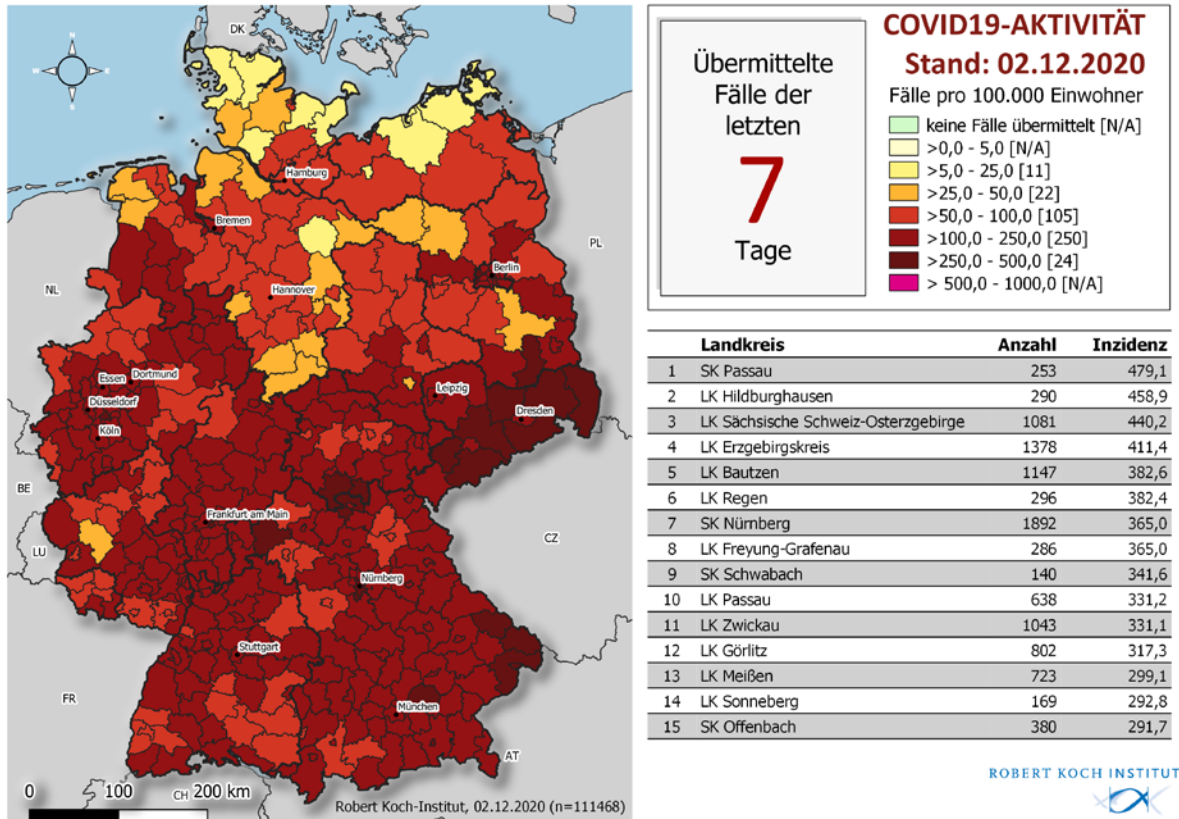 DK
N
W E
S
Hamburg
Bremen
PL
Berlin
NL
Hannover
Essen Dortmund
Düsseldorf
Leipzig
Dresden
Köln
BE
Frankfurt am Main
CZ
LU
Nürnberg
Stuttgart
FR
München
AT
0 100 CH 200 km
Robert Koch-Institut, 02.12.2020 (n=111468)
Übermittelte
Fälle der
letzten
7
Tage
COVID19-AKTIVITÄT
Stand: 02.12.2020
Fälle pro 100.000 Einwohner
keine Fälle übermittelt [N/A]
>0,0 - 5,0 [N/A]
>5,0 - 25,0 [11]
>25,0 - 50,0 [22]
>50,0 - 100,0 [105]
>100,0 - 250,0 [250]
>250,0 - 500,0 [24]
> 500,0 - 1000,0 [N/A]
Landkreis Anzahl Inzidenz
1 SK Passau 253 479,1
2 LK Hildburghausen 290 458,9
3 LK Sächsische Schweiz-Osterzgebirge 1081 440,2
4 LK Erzgebirgskreis 1378 411,4
5 LK Bautzen 1147 382,6
6 LK Regen 296 382,4
7 SK Nürnberg 1892 365,0
8 LK Freyung-Grafenau 286 365,0
9 SK Schwabach 140 341,6
10 LK Passau 638 331,2
11 LK Zwickau 1043 331,1
12 LK Görlitz 802 317,3
13 LK Meißen 723 299,1
14 LK Sonneberg 169 292,8
15 SK Offenbach 380 291,7
ROBERT KOCH INSTITUT